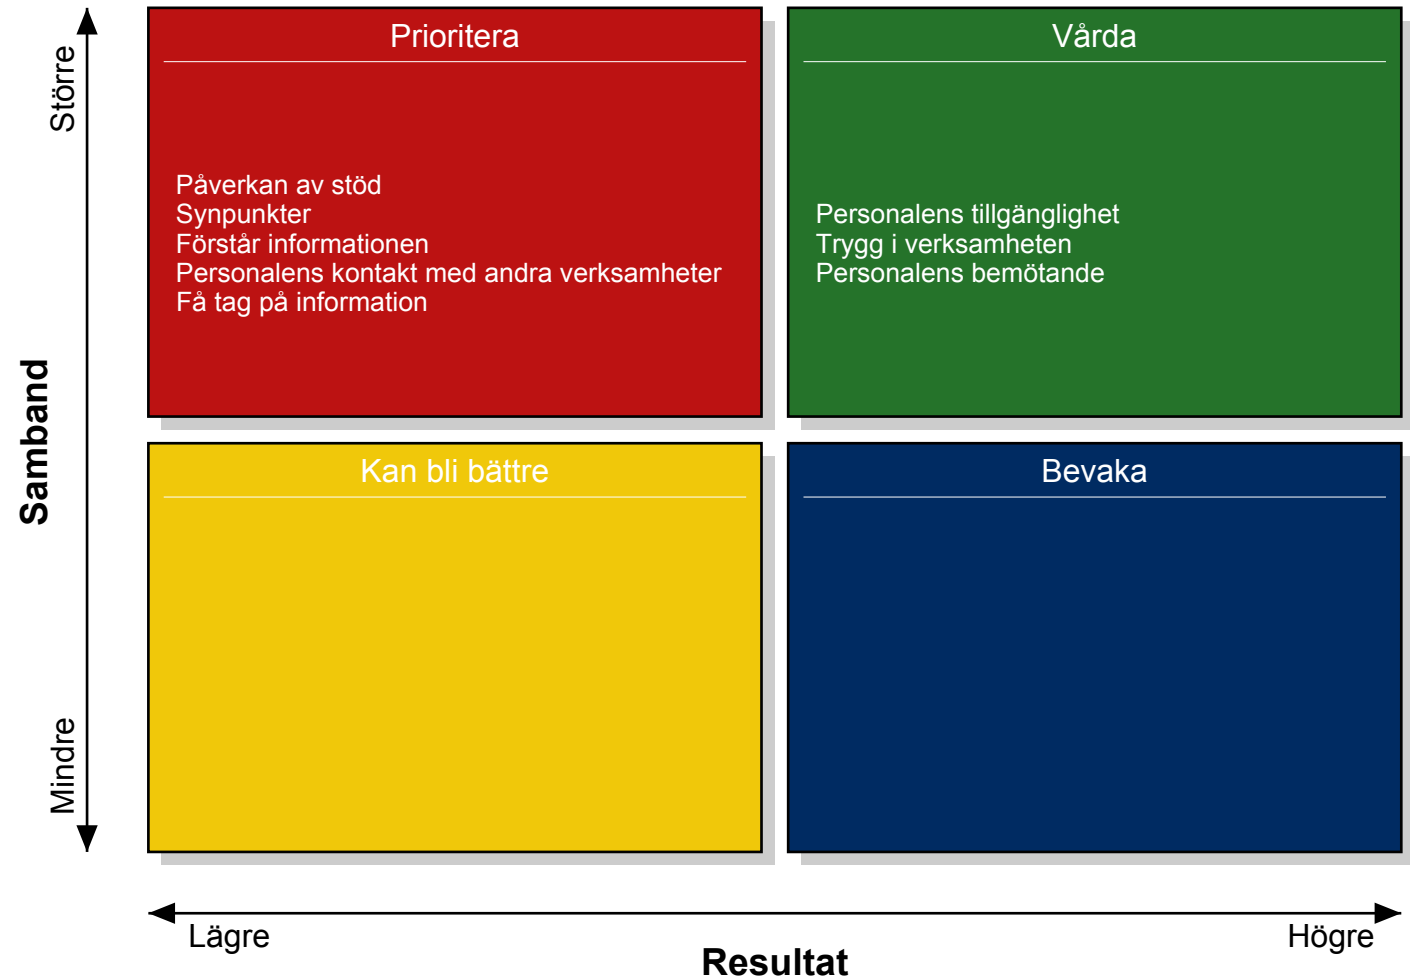 Större
Samband
Mindre
Prioritera
Påverkan av stöd
Synpunkter
Förstår informationen
Personalens kontakt med andra verksamheter
Få tag på information
Vårda
Personalens tillgänglighet
Trygg i verksamheten
Personalens bemötande
Kan bli bättre
Bevaka
Lägre
Resultat
Högre